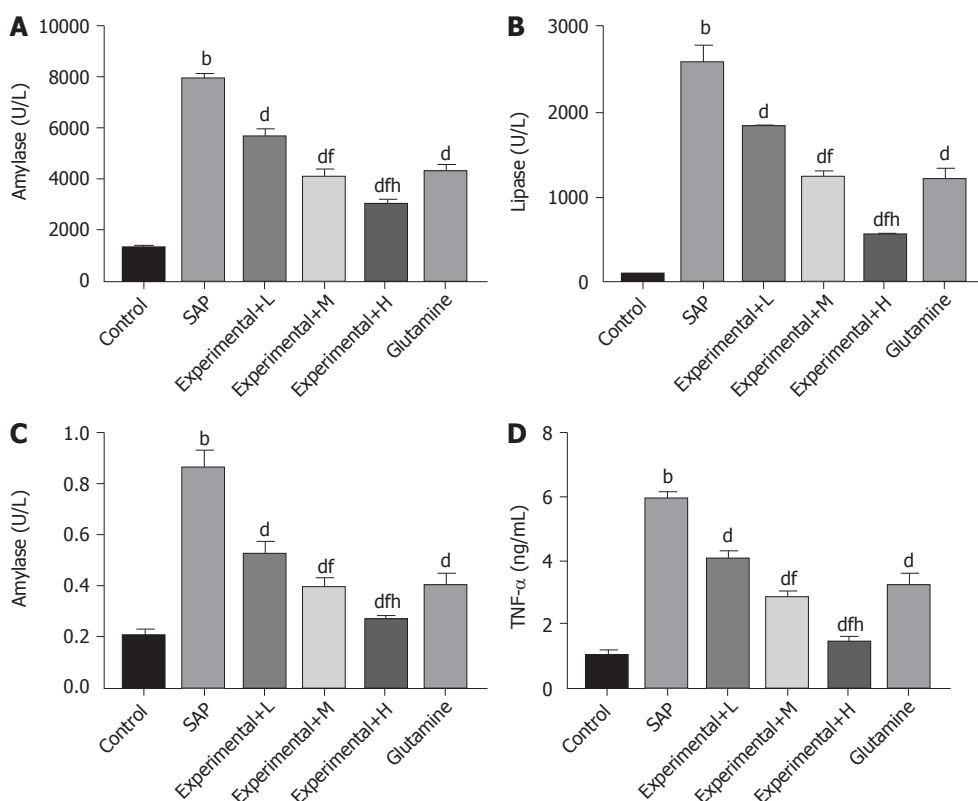 A
Amylase (U/L)
10000
8000
6000
4000
2000
0
b
d
df
dfh
d
Control
SAP
Experimental+L
Experimental+M
Experimental+H
Glutamine
B
Lipase (U/L)
3000
2000
1000
0
b
d
df
dfh
d
Control
SAP
Experimental+L
Experimental+M
Experimental+H
Glutamine
C
Amylase (U/L)
1.0
0.8
0.6
0.4
0.2
0.0
b
d
df
dfh
d
Control
SAP
Experimental+L
Experimental+M
Experimental+H
Glutamine
D
TNF-α (ng/mL)
8
6
4
2
0
b
d
df
dfh
d
Control
SAP
Experimental+L
Experimental+M
Experimental+H
Glutamine